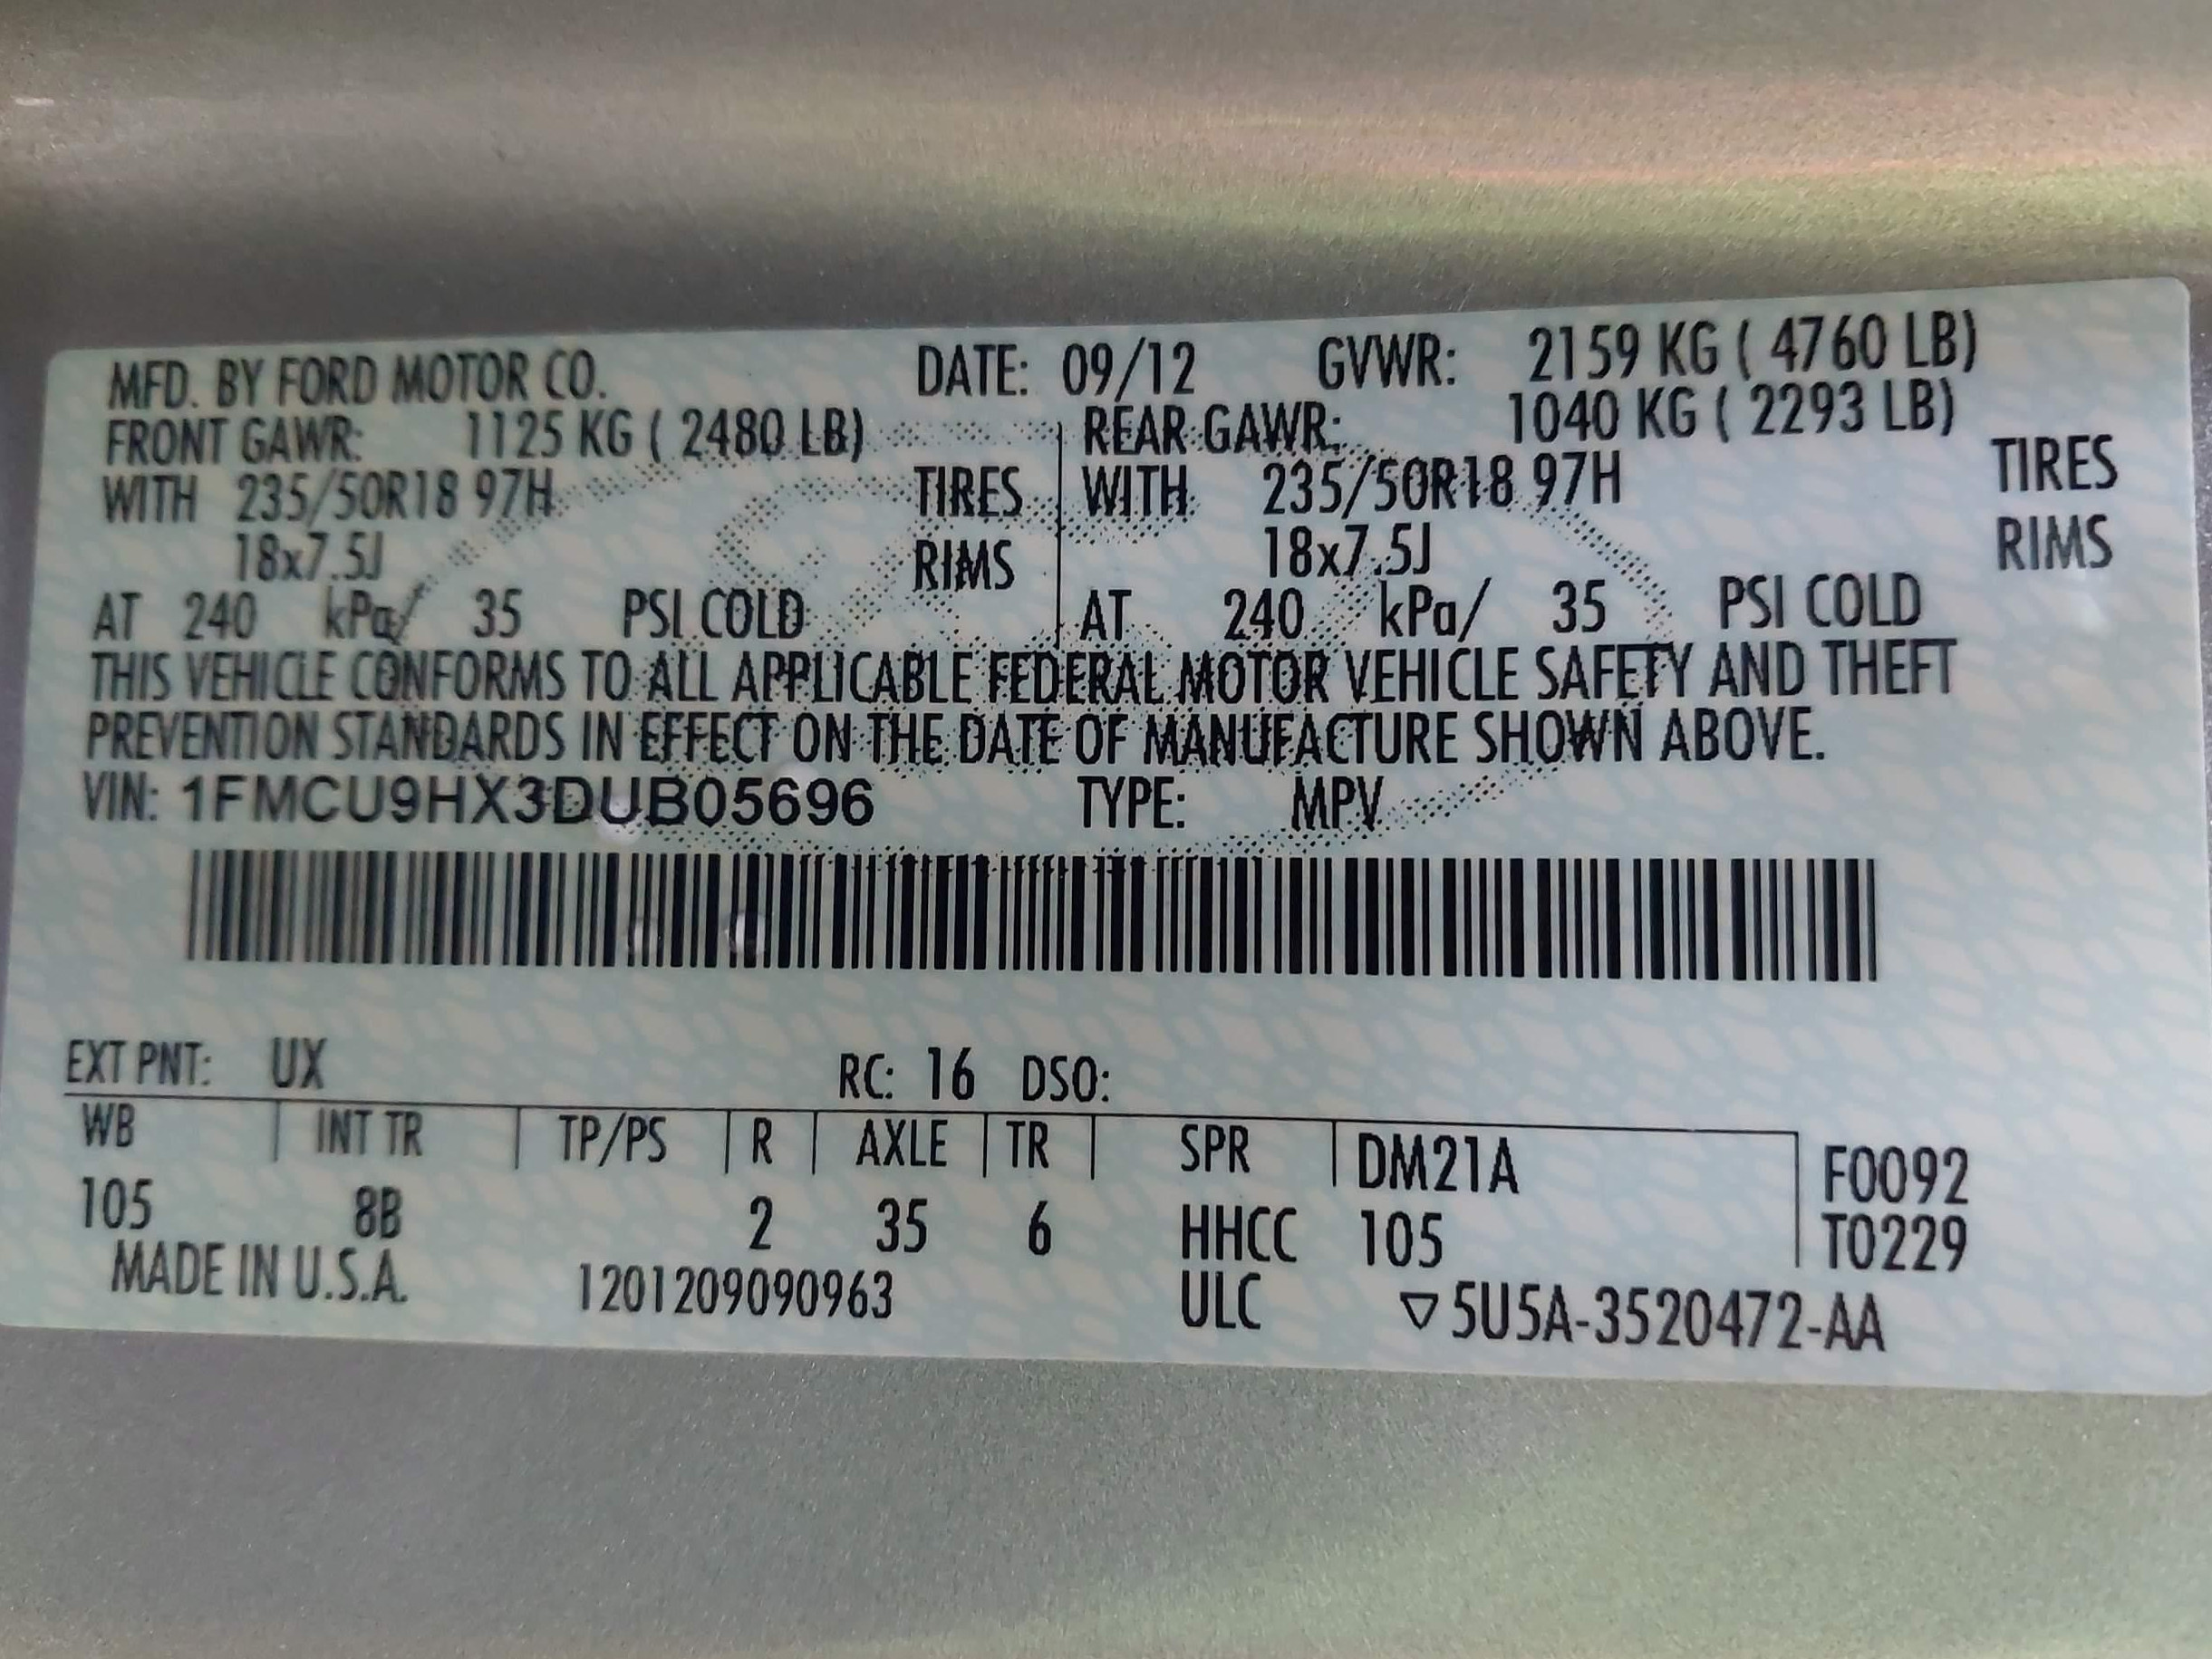 MFD. BY FORD MOTOR CO. DATE: 09/12 GVWR: 2159 KG ( 4760 LB)
FRONT GAWR: 1125 KG ( 2480 LB) REAR GAWR: 1040 KG ( 2293 LB)
WITH 235/50R18 97H TIRES WITH 235/50R18 97H TIRES
18x7.5J RIMS 18x7.5J RIMS
AT 240 kPa/ 35 PSI COLD AT 240 kPa/ 35 PSI COLD
THIS VEHICLE CONFORMS TO ALL APPLICABLE FEDERAL MOTOR VEHICLE SAFETY AND THEFT
PREVENTION STANDARDS IN EFFECT ON THE DATE OF MANUFACTURE SHOWN ABOVE.
VIN: 1FMCU9HX3DUB05696 TYPE: MPV
EXT PNT: UX RC: 16 DSO:
WB INT TR TP/PS R AXLE TR SPR DM21A F0092
105 8B 2 35 6 HHCC 105 T0229
MADE IN U.S.A. 1201209090963 ULC ▽5U5A-3520472-AA